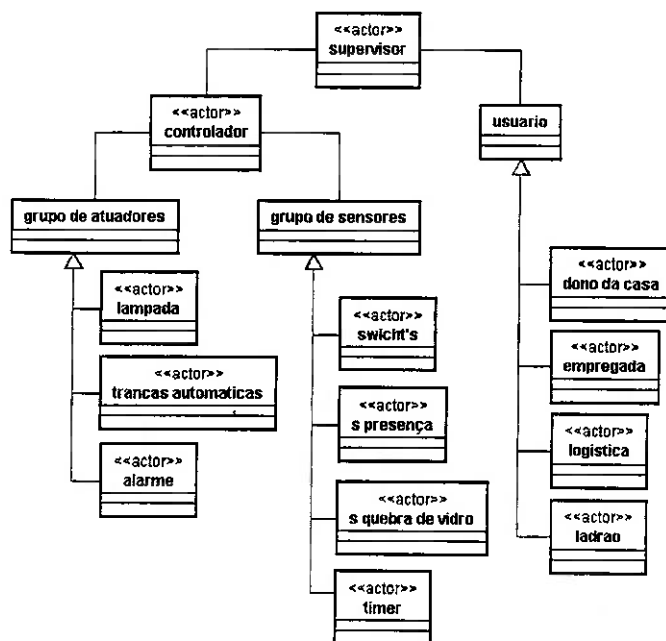 <<actor>>
supervisor
<<actor>>
controlador
usuario
grupo de atuadores
grupo de sensores
<<actor>>
lampada
<<actor>>
trancas automaticas
<<actor>>
alarme
<<actor>>
swicht's
<<actor>>
s presença
<<actor>>
s quebra de vidro
<<actor>>
timer
<<actor>>
dono da casa
<<actor>>
empregada
<<actor>>
logistica
<<actor>>
ladrao